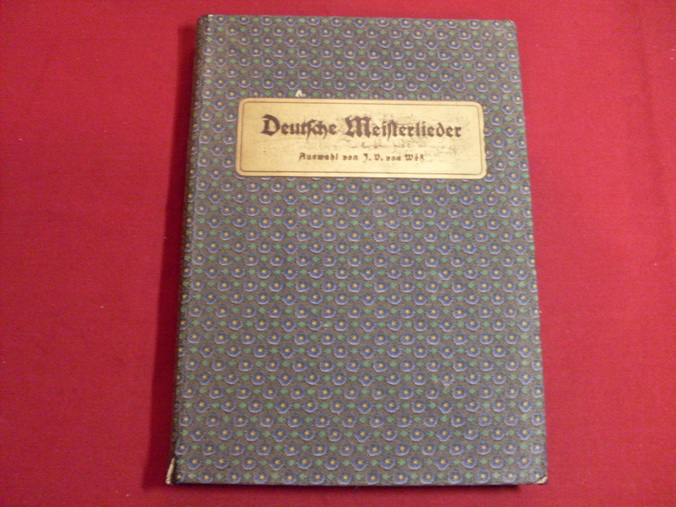 Deutsche Meisterlieder
Auswahl von J. V. von Wöß